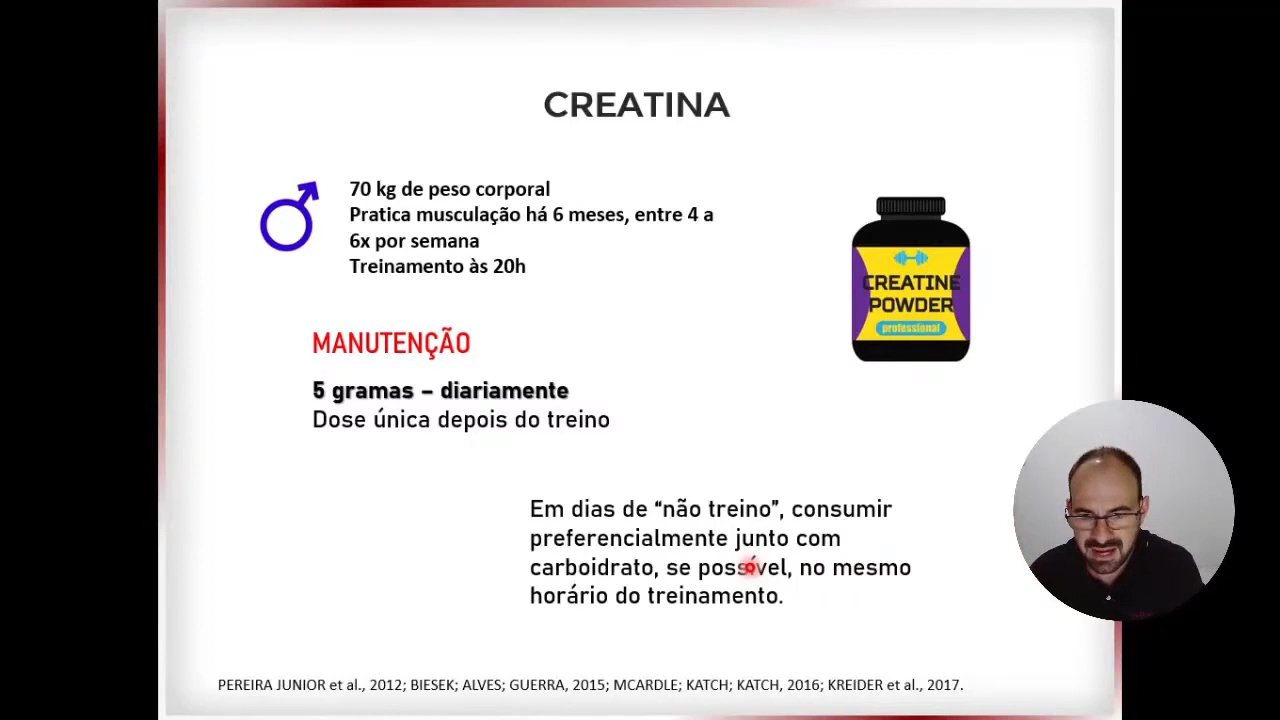 CREATINA
70 kg de peso corporal
Pratica musculação há 6 meses, entre 4 a
6x por semana
Treinamento às 20h
CREATINE
POWDER
professional
MANUTENÇÃO
5 gramas – diariamente
Dose única depois do treino
Em dias de “não treino”, consumir
preferencialmente junto com
carboidrato, se possível, no mesmo
horário do treinamento.
PEREIRA JUNIOR et al., 2012; BIESEK; ALVES; GUERRA, 2015; MCARDLE; KATCH; KATCH, 2016; KREIDER et al., 2017.